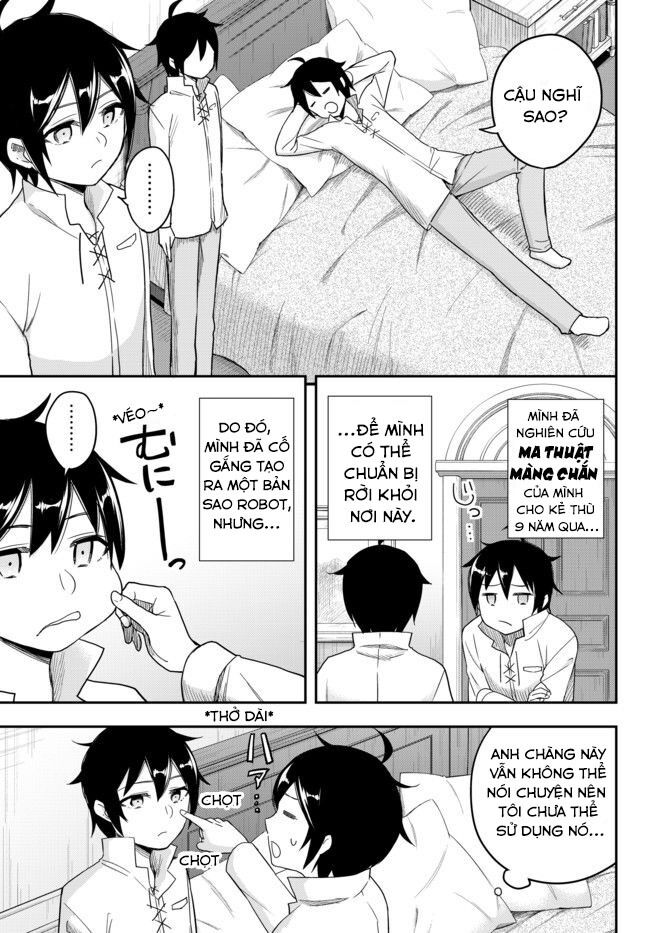 CẬU NGHĨ
SAO?
.......
MÌNH ĐÃ
NGHIÊN CỨU
MA THUẬT
MÀNG CHẮN
CỦA MÌNH
CHO KẺ THÙ
9 NĂM QUA...
じっ…
...ĐỂ MÌNH
CÓ THỂ
CHUẨN BỊ
RỜI KHỎI
NƠI NÀY.
DO ĐÓ,
MÌNH ĐÃ CỐ
GẮNG TẠO
RA MỘT BẢN
SAO ROBOT,
NHƯNG...
*VÉO~*
むにーっ
.......
ANH CHÀNG NÀY
VẪN KHÔNG THỂ
NÓI CHUYỆN NÊN
TÔI CHƯA THỂ
SỬ DỤNG NÓ...
*THỞ DÀI*
ハァ…
CHỌT
CHỌT